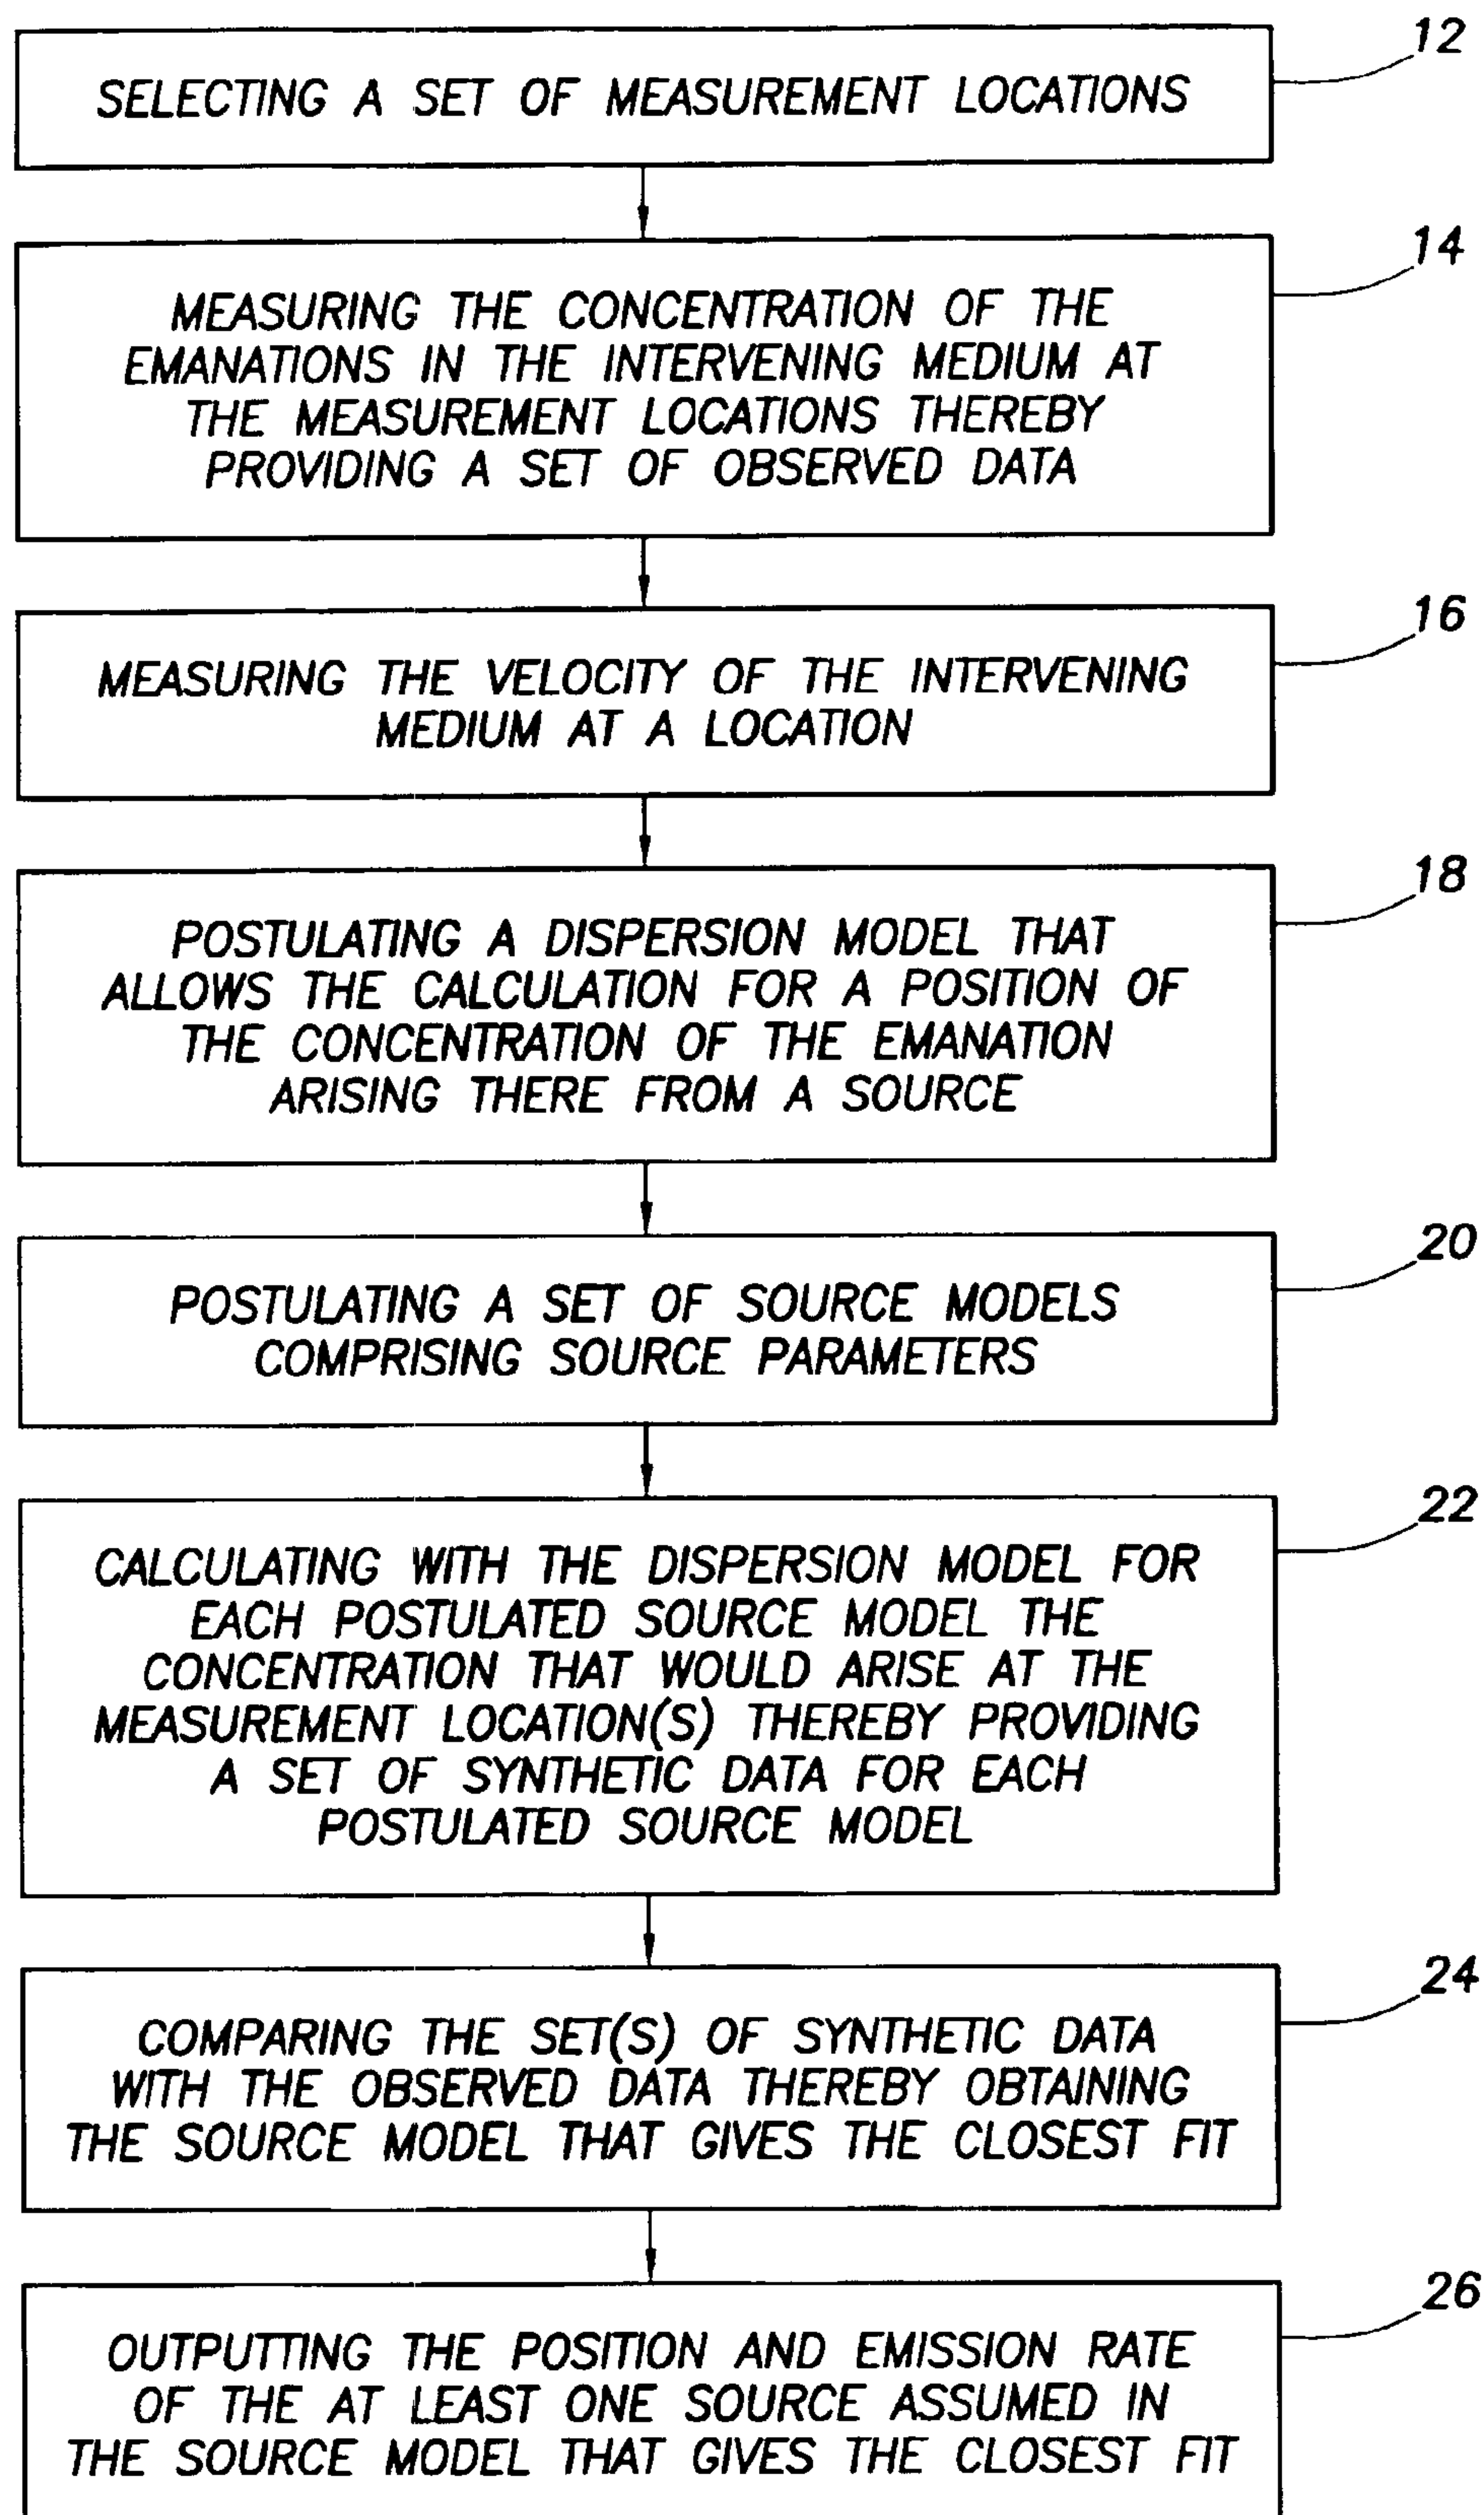 12
SELECTING A SET OF MEASUREMENT LOCATIONS
14
MEASURING THE CONCENTRATION OF THE
EMANATIONS IN THE INTERVENING MEDIUM AT
THE MEASUREMENT LOCATIONS THEREBY
PROVIDING A SET OF OBSERVED DATA
16
MEASURING THE VELOCITY OF THE INTERVENING
MEDIUM AT A LOCATION
18
POSTULATING A DISPERSION MODEL THAT
ALLOWS THE CALCULATION FOR A POSITION OF
THE CONCENTRATION OF THE EMANATION
ARISING THERE FROM A SOURCE
20
POSTULATING A SET OF SOURCE MODELS
COMPRISING SOURCE PARAMETERS
22
CALCULATING WITH THE DISPERSION MODEL FOR
EACH POSTULATED SOURCE MODEL THE
CONCENTRATION THAT WOULD ARISE AT THE
MEASUREMENT LOCATION(S) THEREBY PROVIDING
A SET OF SYNTHETIC DATA FOR EACH
POSTULATED SOURCE MODEL
24
COMPARING THE SET(S) OF SYNTHETIC DATA
WITH THE OBSERVED DATA THEREBY OBTAINING
THE SOURCE MODEL THAT GIVES THE CLOSEST FIT
26
OUTPUTTING THE POSITION AND EMISSION RATE
OF THE AT LEAST ONE SOURCE ASSUMED IN
THE SOURCE MODEL THAT GIVES THE CLOSEST FIT